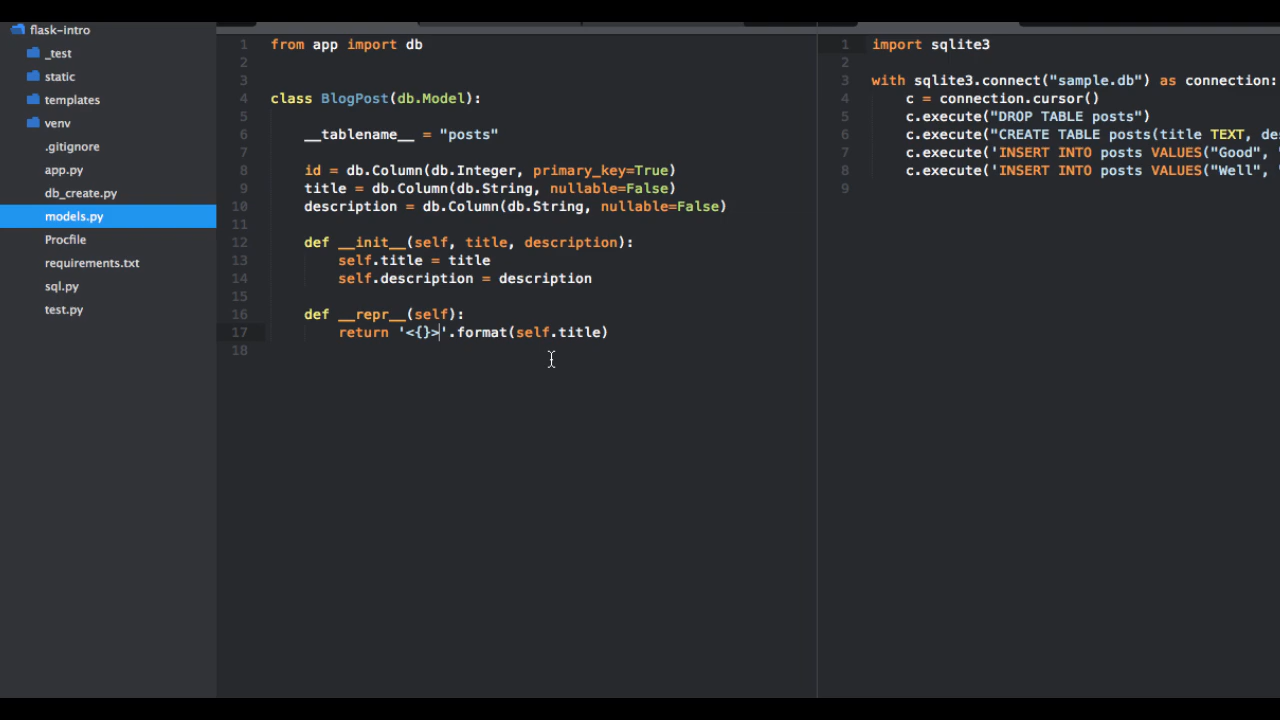 flask-intro
_test
static
templates
venv
.gitignore
app.py
db_create.py
models.py
Procfile
requirements.txt
sql.py
test.py
1 from app import db
2
3
4 class BlogPost(db.Model):
5
6     __tablename__ = "posts"
7
8     id = db.Column(db.Integer, primary_key=True)
9     title = db.Column(db.String, nullable=False)
10     description = db.Column(db.String, nullable=False)
11
12     def __init__(self, title, description):
13         self.title = title
14         self.description = description
15
16     def __repr__(self):
17         return '<{}>'.format(self.title)
18
1 import sqlite3
2
3 with sqlite3.connect("sample.db") as connection:
4     c = connection.cursor()
5     c.execute("DROP TABLE posts")
6     c.execute("CREATE TABLE posts(title TEXT, de
7     c.execute('INSERT INTO posts VALUES("Good", '
8     c.execute('INSERT INTO posts VALUES("Well", '
9